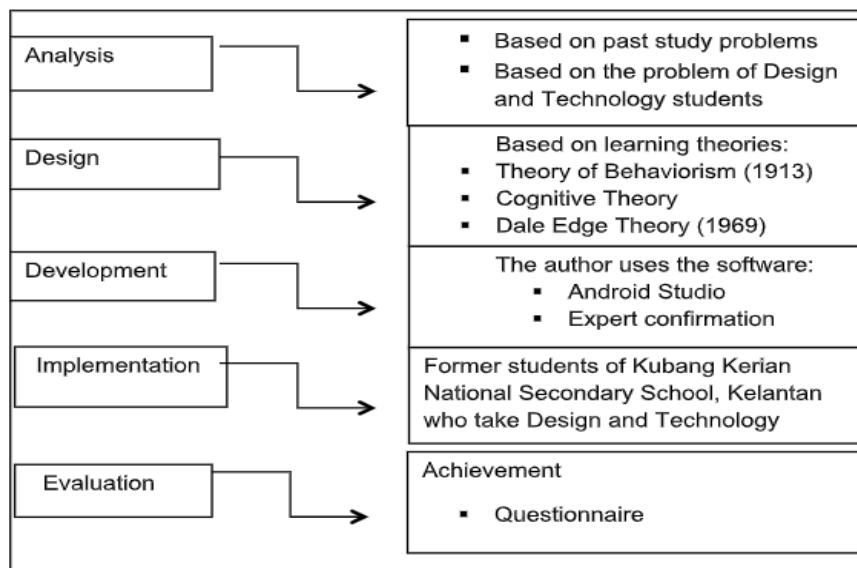 Analysis
▪ Based on past study problems
▪ Based on the problem of Design
and Technology students
Design
Based on learning theories:
▪ Theory of Behaviorism (1913)
▪ Cognitive Theory
▪ Dale Edge Theory (1969)
Development
The author uses the software:
▪ Android Studio
▪ Expert confirmation
Implementation
Former students of Kubang Kerian
National Secondary School, Kelantan
who take Design and Technology
Evaluation
Achievement
▪ Questionnaire